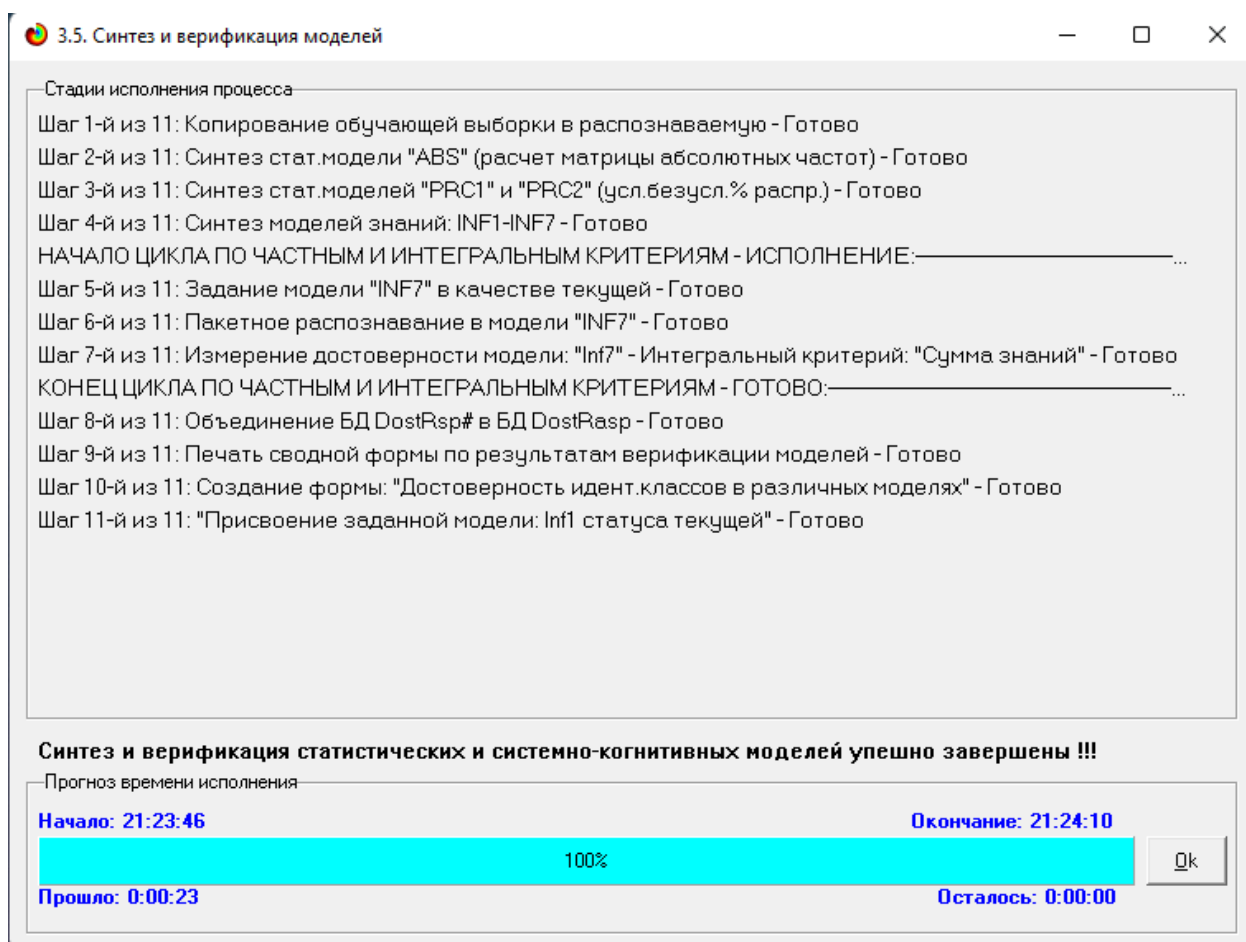 3.5. Синтез и верификация моделей
Стадии исполнения процесса
Шаг 1-й из 11: Копирование обучающей выборки в распознаваемую - Готово
Шаг 2-й из 11: Синтез стат.модели "ABS" (расчет матрицы абсолютных частот) - Готово
Шаг 3-й из 11: Синтез стат.моделей "PRC1" и "PRC2" (усл.безусл.% распр.) - Готово
Шаг 4-й из 11: Синтез моделей знаний: INF1-INF7 - Готово
НАЧАЛО ЦИКЛА ПО ЧАСТНЫМ И ИНТЕГРАЛЬНЫМ КРИТЕРИЯМ - ИСПОЛНЕНИЕ:——————————...
Шаг 5-й из 11: Задание модели "INF7" в качестве текущей - Готово
Шаг 6-й из 11: Пакетное распознавание в модели "INF7" - Готово
Шаг 7-й из 11: Измерение достоверности модели: "Inf7" - Интегральный критерий: "Сумма знаний" - Готово
КОНЕЦ ЦИКЛА ПО ЧАСТНЫМ И ИНТЕГРАЛЬНЫМ КРИТЕРИЯМ - ГОТОВО:—————————————...
Шаг 8-й из 11: Объединение БД DostRsp# в БД DostRasp - Готово
Шаг 9-й из 11: Печать сводной формы по результатам верификации моделей - Готово
Шаг 10-й из 11: Создание формы: "Достоверность идент.классов в различных моделях" - Готово
Шаг 11-й из 11: "Присвоение заданной модели: Inf1 статуса текущей" - Готово
Синтез и верификация статистических и системно-когнитивных моделей упешно завершены !!!
Прогноз времени исполнения
Начало: 21:23:46 Окончание: 21:24:10
100% Ok
Прошло: 0:00:23 Осталось: 0:00:00